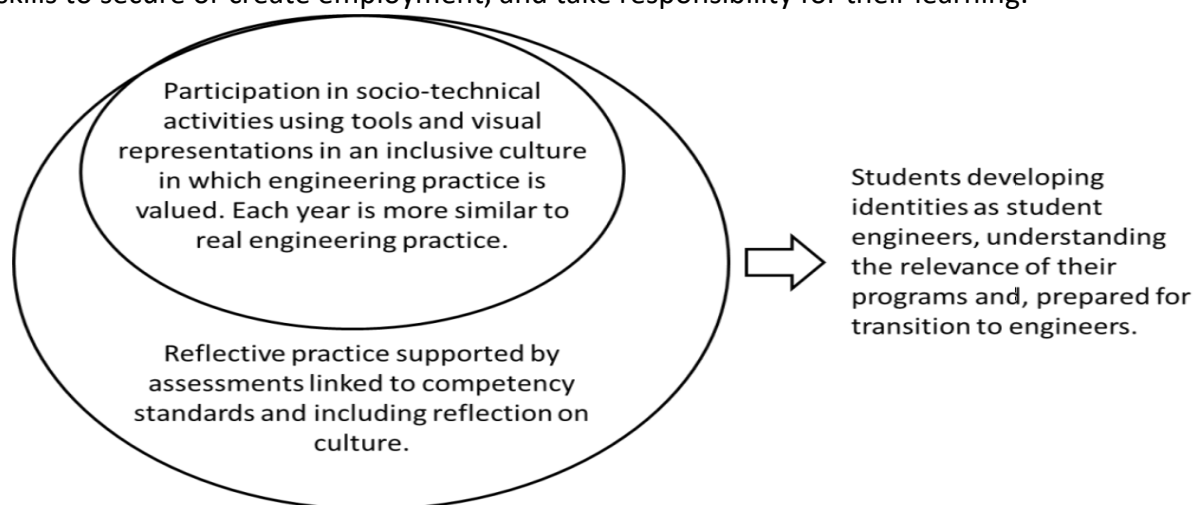 skills to secure or create employment, and take responsibility for their learning.
Participation in socio-technical
activities using tools and visual
representations in an inclusive culture
in which engineering practice is
valued. Each year is more similar to
real engineering practice.
Reflective practice supported by
assessments linked to competency
standards and including reflection on
culture.
Students developing
identities as student
engineers, understanding
the relevance of their
programs and, prepared for
transition to engineers.